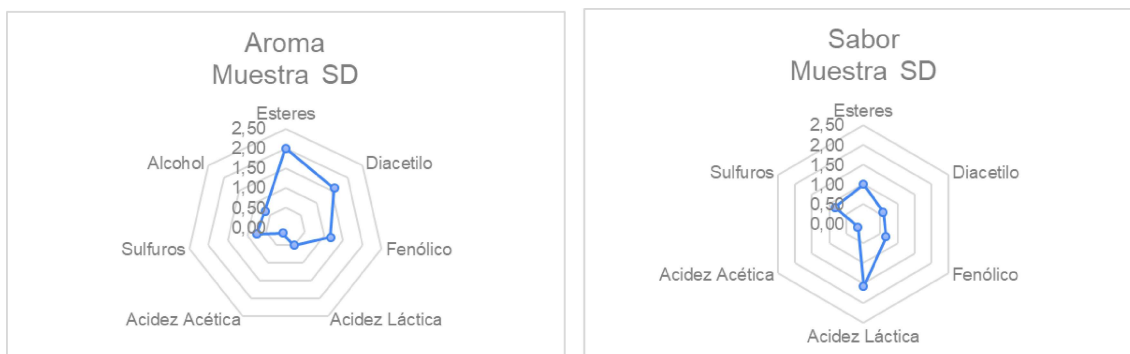 Aroma
Muestra SD
Esteres
2,50
2,00
1,50
1,00
0,50
0,00
Diacetilo
Fenólico
Acidez Láctica
Acidez Acética
Sulfuros
Alcohol
Sabor
Muestra SD
Esteres
2,50
2,00
1,50
1,00
0,50
0,00
Diacetilo
Fenólico
Acidez Láctica
Acidez Acética
Sulfuros